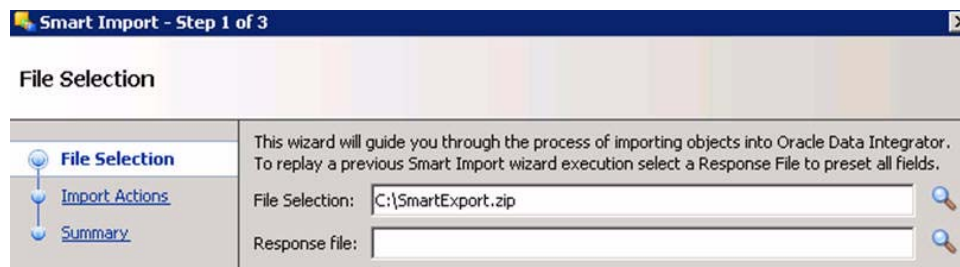 Smart Import - Step 1 of 3
File Selection
This wizard will guide you through the process of importing objects into Oracle Data Integrator.
To replay a previous Smart Import wizard execution select a Response File to preset all fields.
File Selection
Import Actions
Summary
File Selection: C:\SmartExport.zip
Response file: